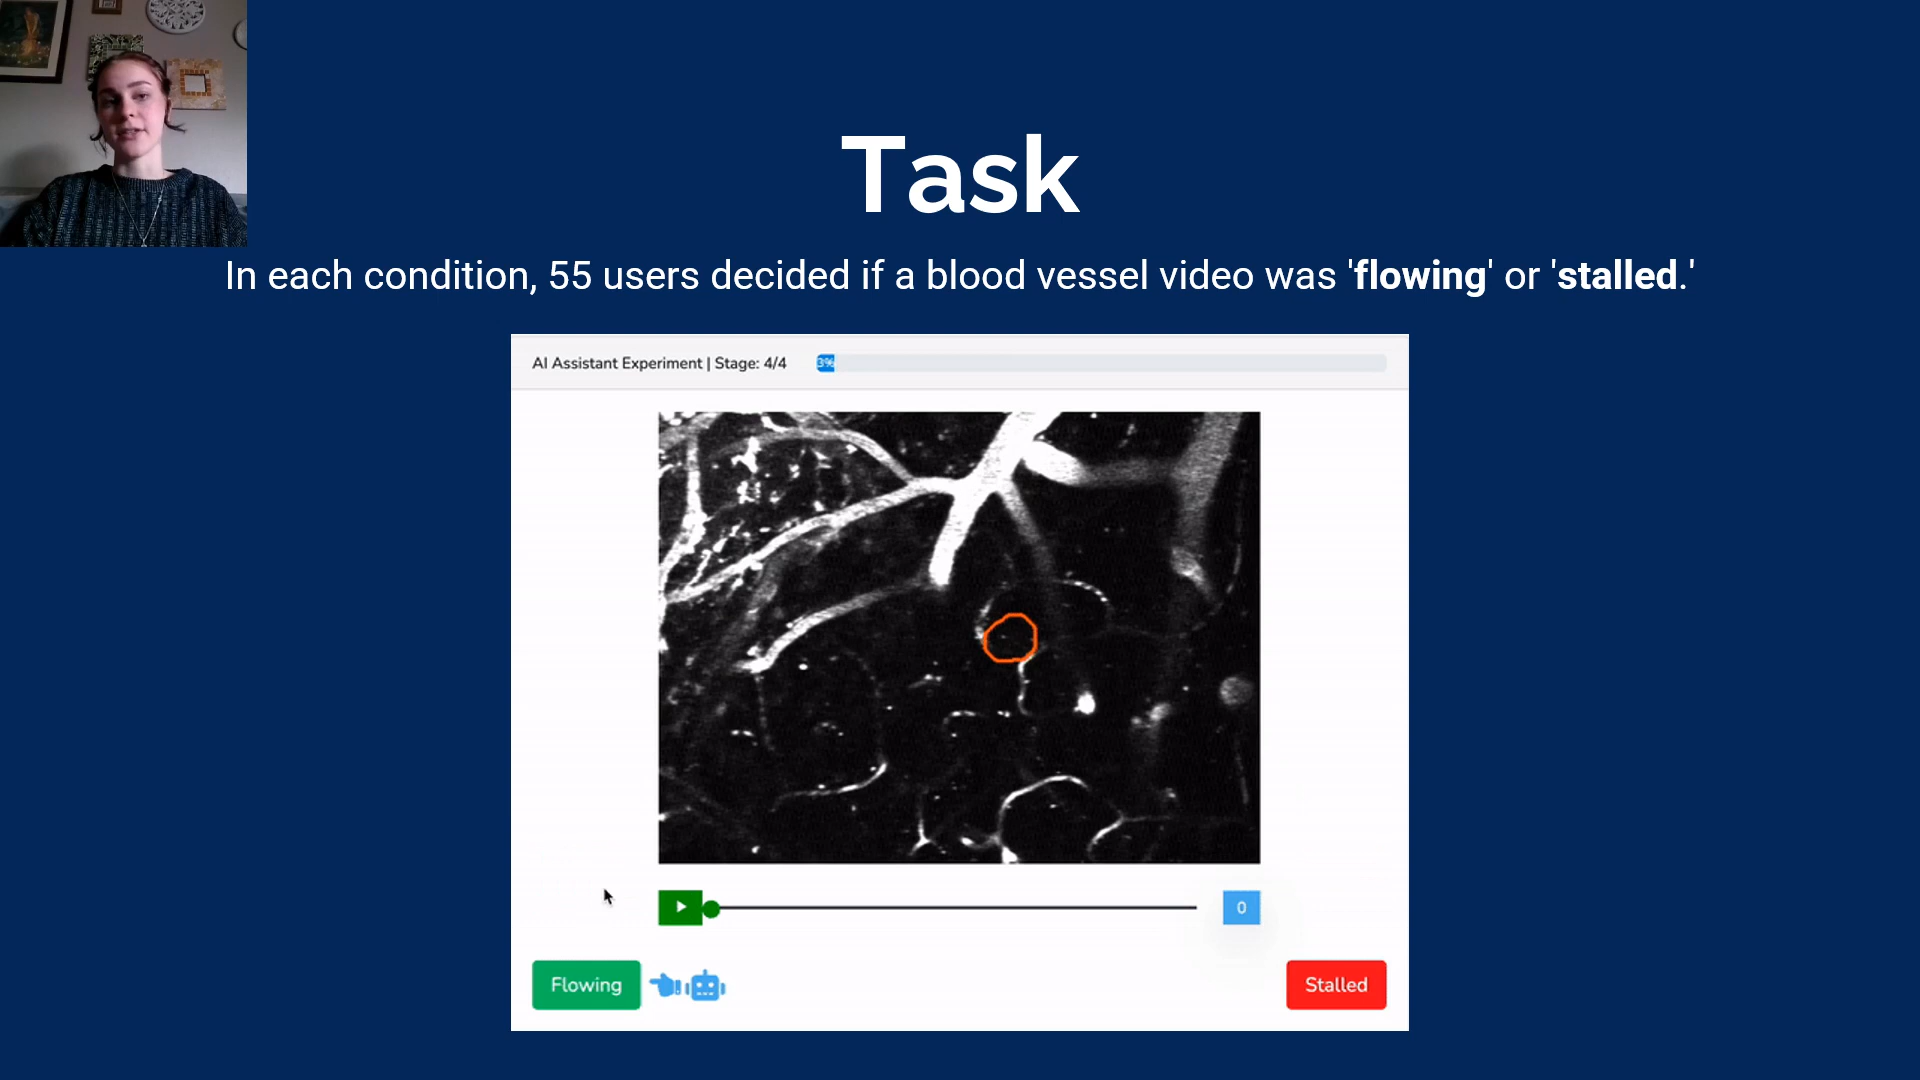 Task
In each condition, 55 users decided if a blood vessel video was 'flowing' or 'stalled.'
AI Assistant Experiment | Stage: 4/4
3%
0
Flowing
Stalled